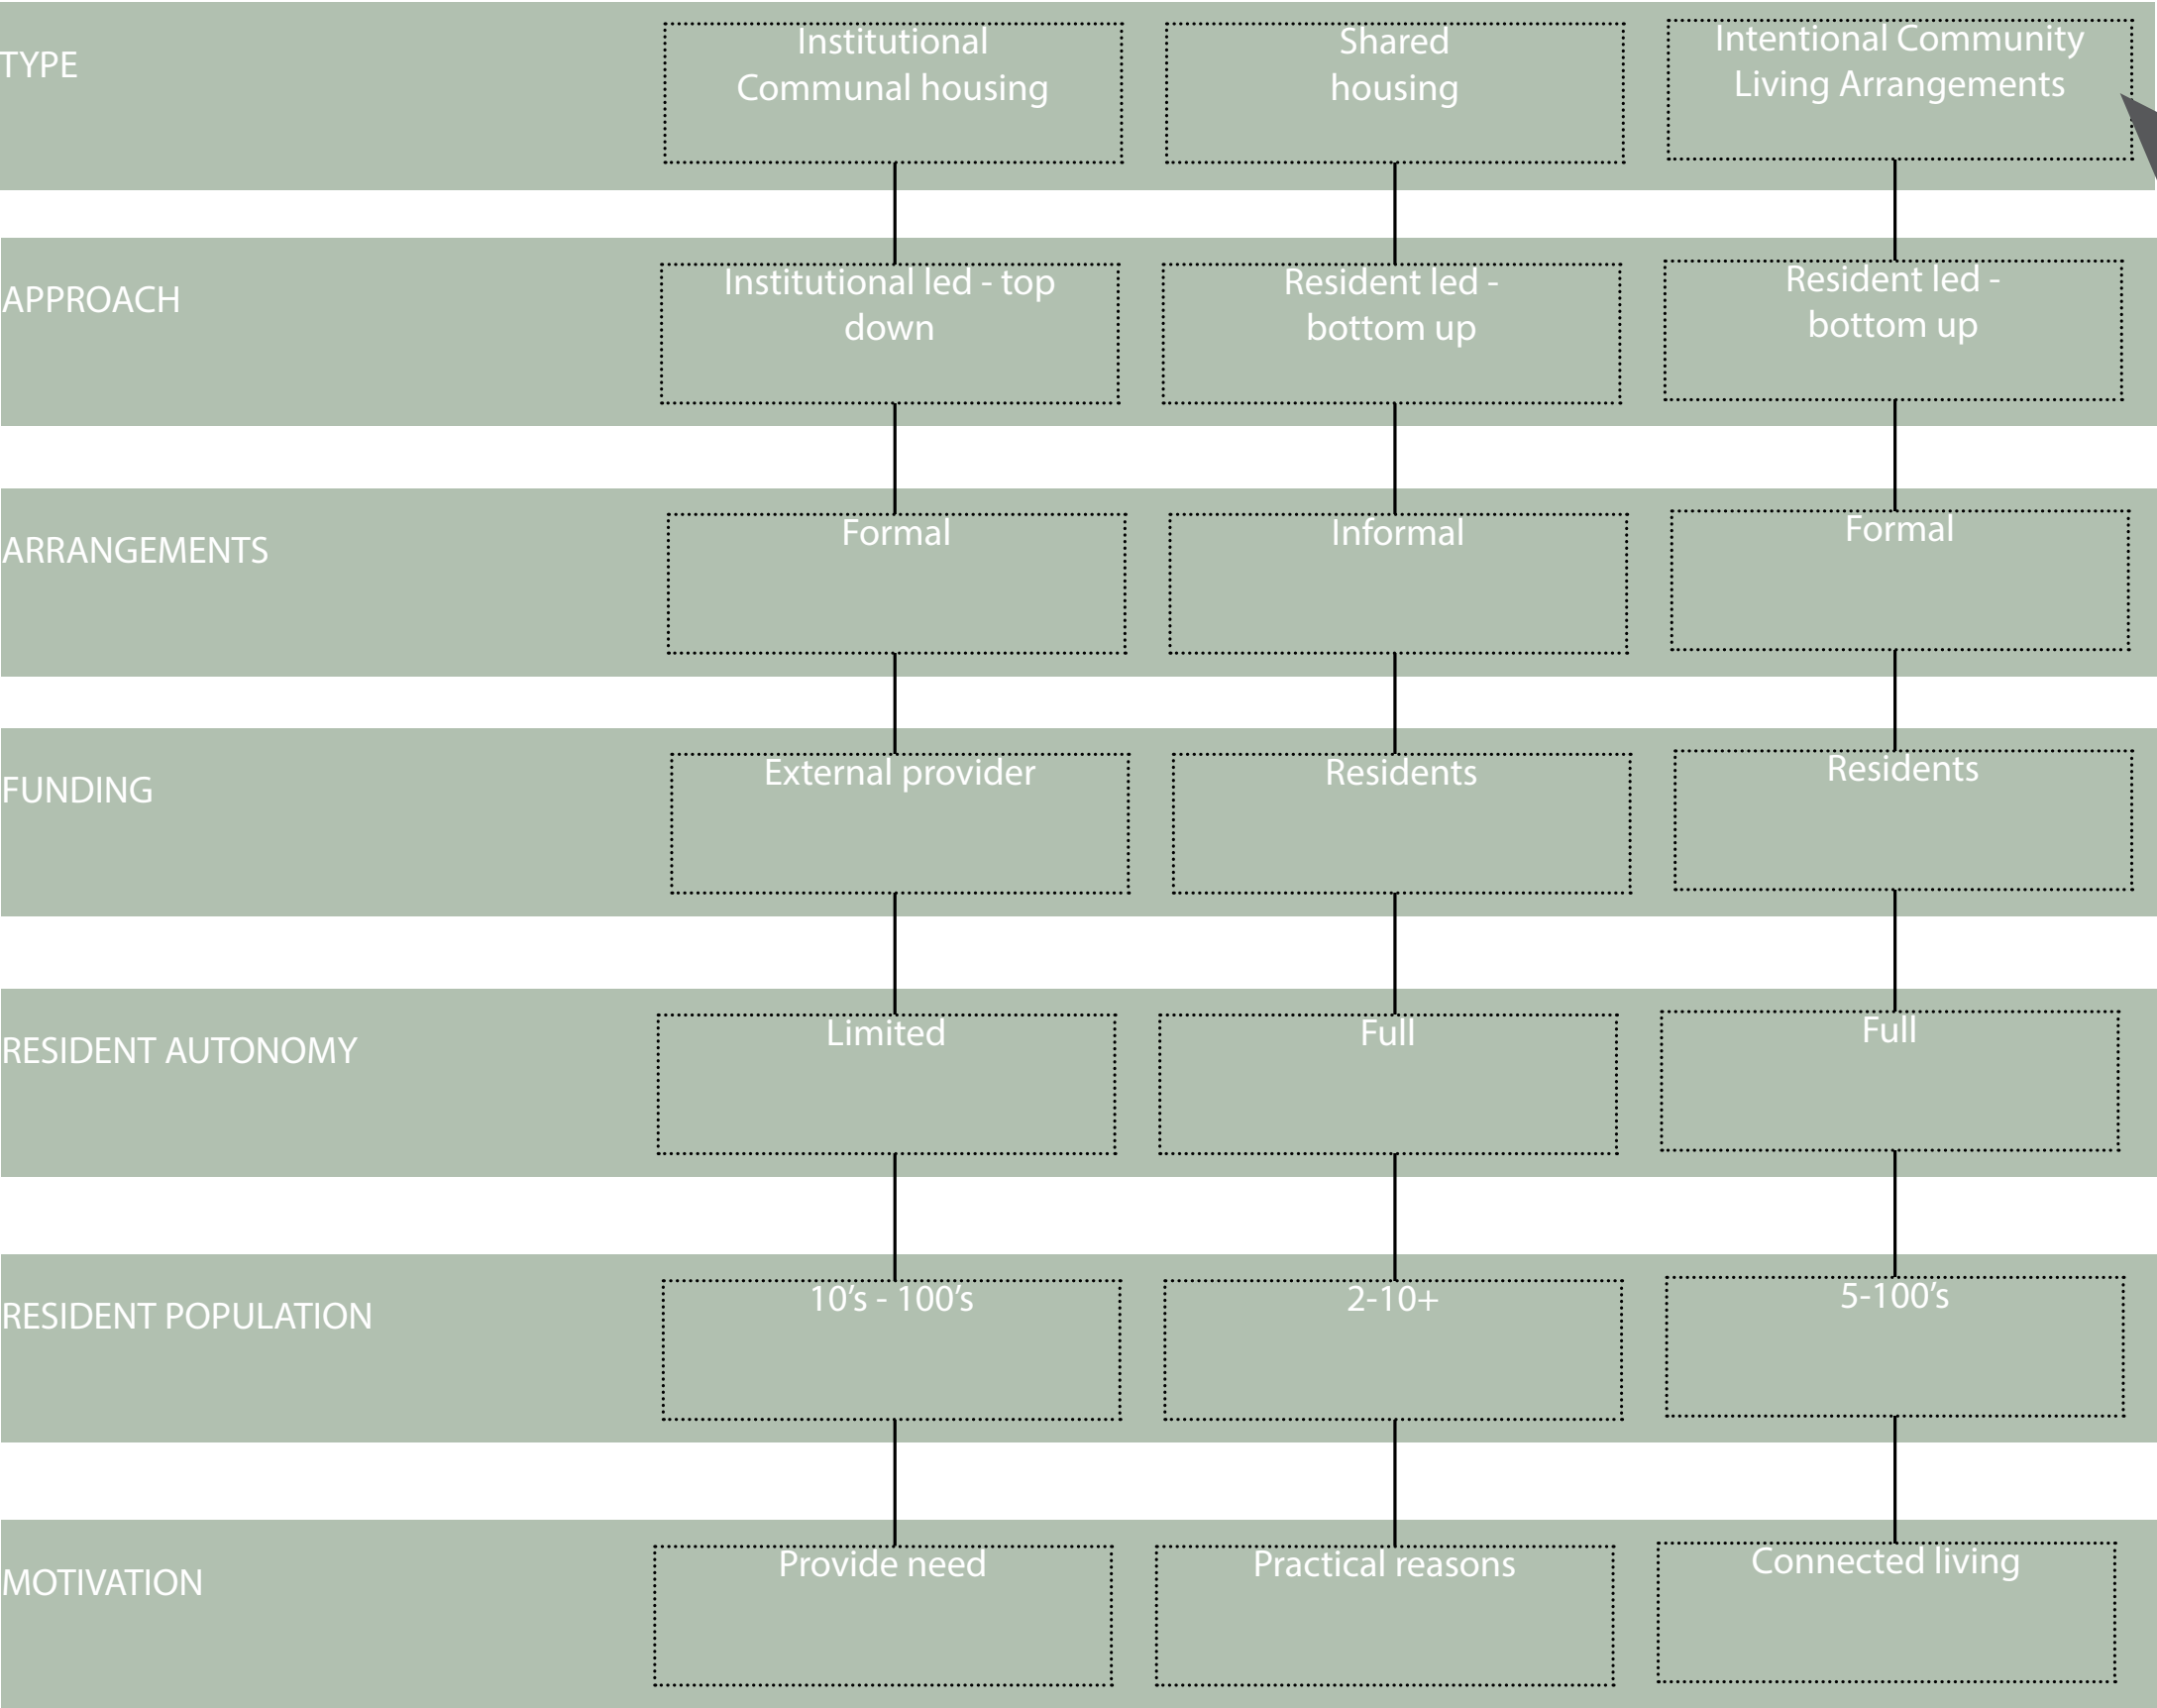 TYPE
Institutional
Communal housing
Shared
housing
Intentional Community
Living Arrangements
APPROACH
Institutional led - top
down
Resident led -
bottom up
Resident led -
bottom up
ARRANGEMENTS
Formal
Informal
Formal
FUNDING
External provider
Residents
Residents
RESIDENT AUTONOMY
Limited
Full
Full
RESIDENT POPULATION
10’s - 100’s
2-10+
5-100’s
MOTIVATION
Provide need
Practical reasons
Connected living